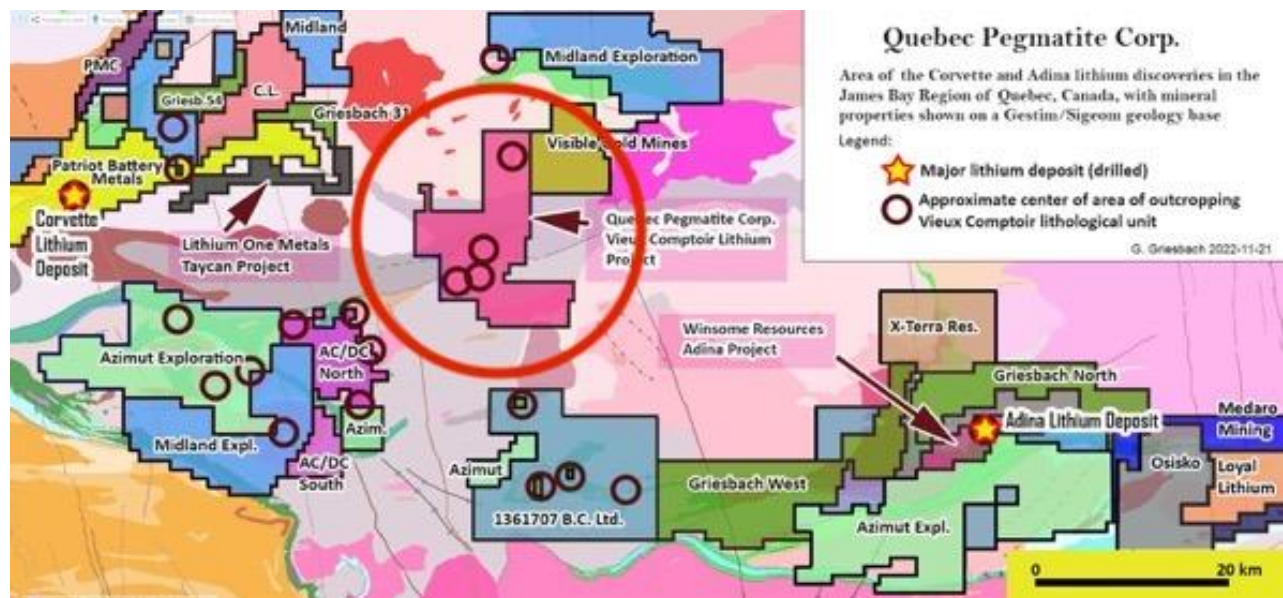 Quebec Pegmatite Corp.
Area of the Corvette and Adina lithium discoveries in the
James Bay Region of Quebec, Canada, with mineral
properties shown on a Gestim/Sigeom geology base
Legend:
Major lithium deposit (drilled)
Approximate center of area of outcropping
Vieux Comptoir lithological unit
G. Griesbach 2022-11-21
Midland
PMC
Griesb.54
C.L.
Griesbach 31
Midland Exploration
Visible Gold Mines
Patriot Battery
Metals
Corvette
Lithium
Deposit
Lithium One Metals
Taycan Project
Quebec Pegmatite Corp.
Vieux Comptoir Lithium
Project
Azimut Exploration
AC/DC
North
Winsome Resources
Adina Project
X-Terra Res.
Griesbach North
Adina Lithium Deposit
Medaro
Mining
Midland Expl.
Azim.
AC/DC
South
Azimut
1361707 B.C. Ltd.
Griesbach West
Azimut Expl.
Osisko
Loyal
Lithium
0
20 km